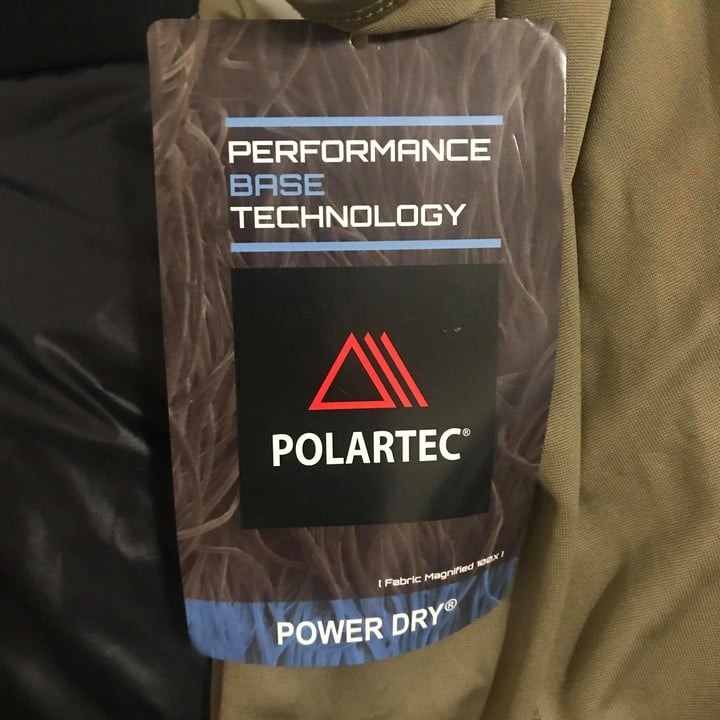 PERFORMANCE
BASE
TECHNOLOGY
POLARTEC®
[ Fabric Magnified 100X ]
POWER DRY®